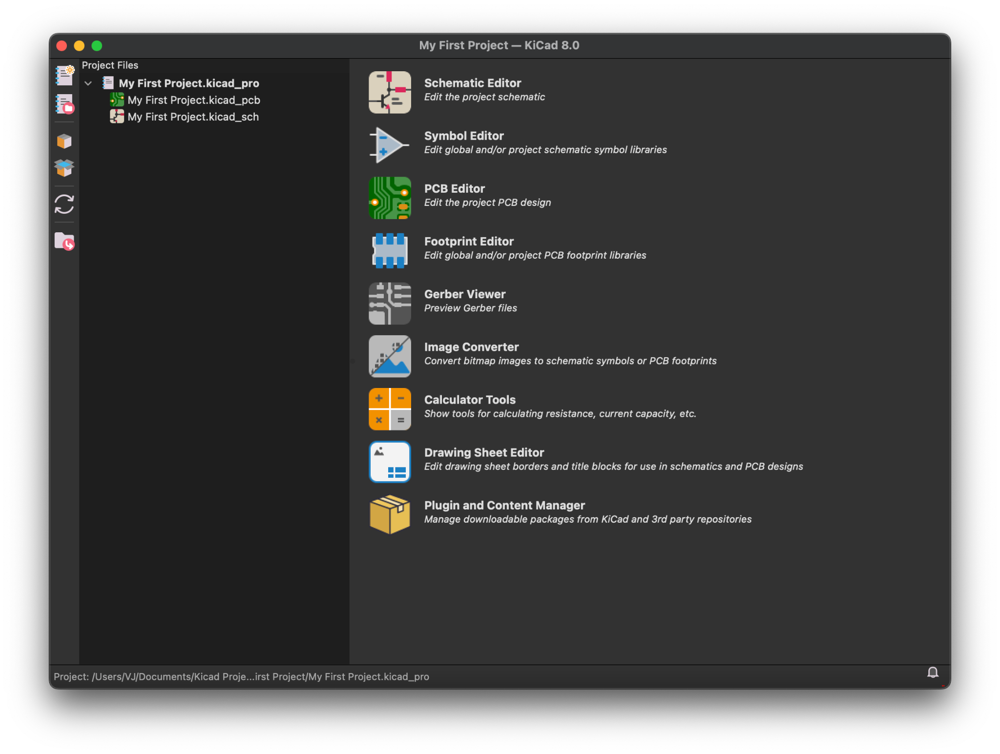 My First Project — KiCad 8.0
Project Files
My First Project.kicad_pro
My First Project.kicad_pcb
My First Project.kicad_sch
Schematic Editor
Edit the project schematic
Symbol Editor
Edit global and/or project schematic symbol libraries
PCB Editor
Edit the project PCB design
Footprint Editor
Edit global and/or project PCB footprint libraries
Gerber Viewer
Preview Gerber files
Image Converter
Convert bitmap images to schematic symbols or PCB footprints
Calculator Tools
Show tools for calculating resistance, current capacity, etc.
Drawing Sheet Editor
Edit drawing sheet borders and title blocks for use in schematics and PCB designs
Plugin and Content Manager
Manage downloadable packages from KiCad and 3rd party repositories
Project: /Users/VJ/Documents/Kicad Proje...irst Project/My First Project.kicad_pro